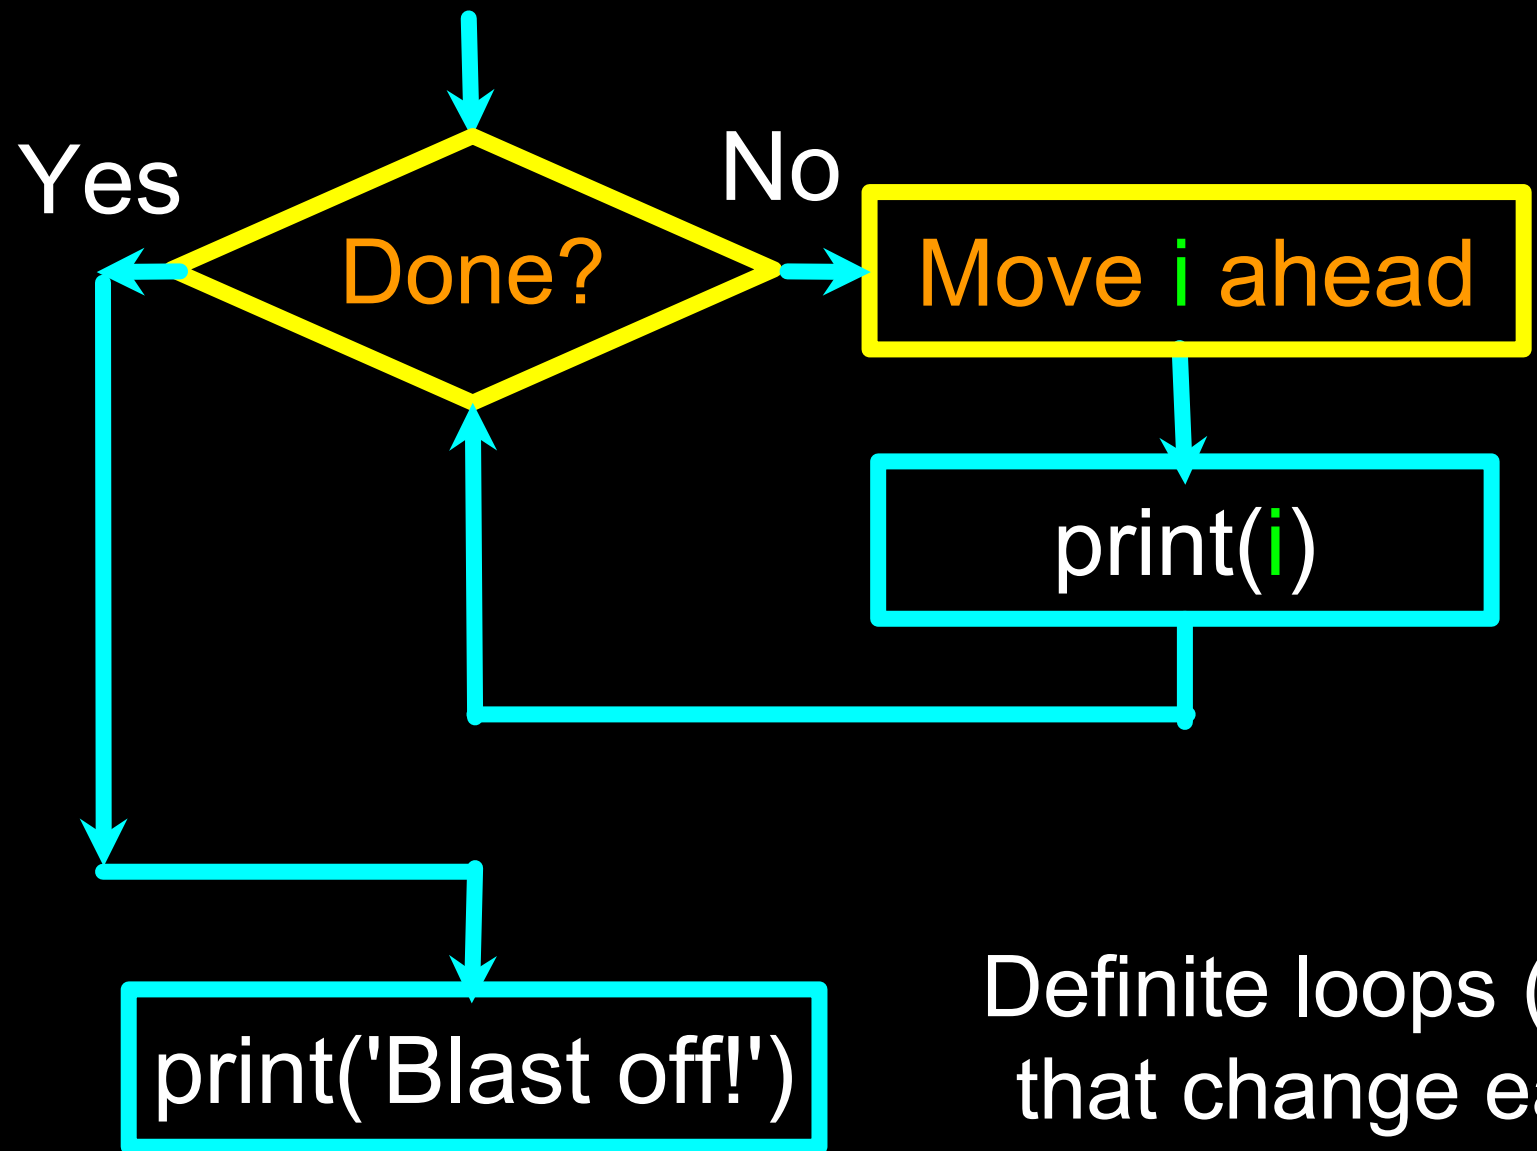 Yes
No
Done?
Move i ahead
print(i)
print('Blast off!')
Definite loops (
that change